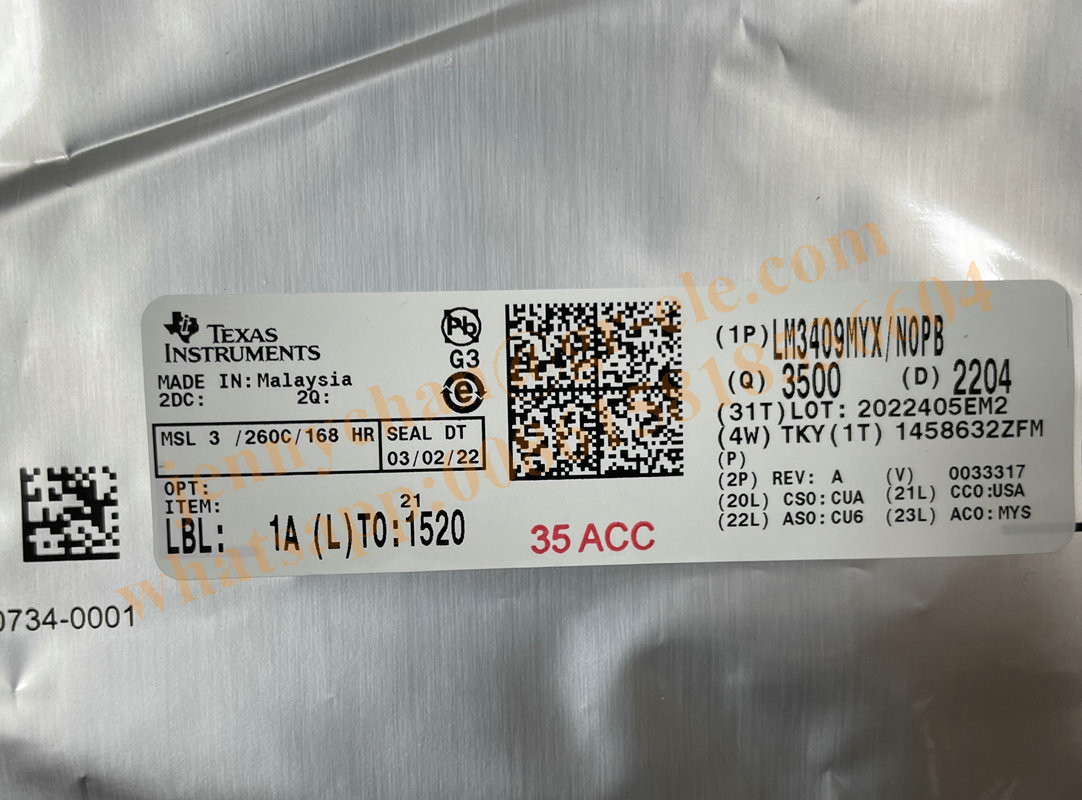 TEXAS
INSTRUMENTS
MADE IN: Malaysia
2DC: 2Q:
Pb
G3
e
MSL 3 /260C/168 HR
SEAL DT
03/02/22
OPT:
ITEM:
21
LBL: 1A (L)TO:1520
35 ACC
(1P)LM3409MYX/NOPB
(Q) 3500 (D) 2204
(31T)LOT: 2022405EM2
(4W) TKY(1T) 1458632ZFM
(P)
(2P) REV: A (V) 0033317
(20L) CSO:CUA (21L) CCO:USA
(22L) ASO:CU6 (23L) ACO:MYS
0734-0001